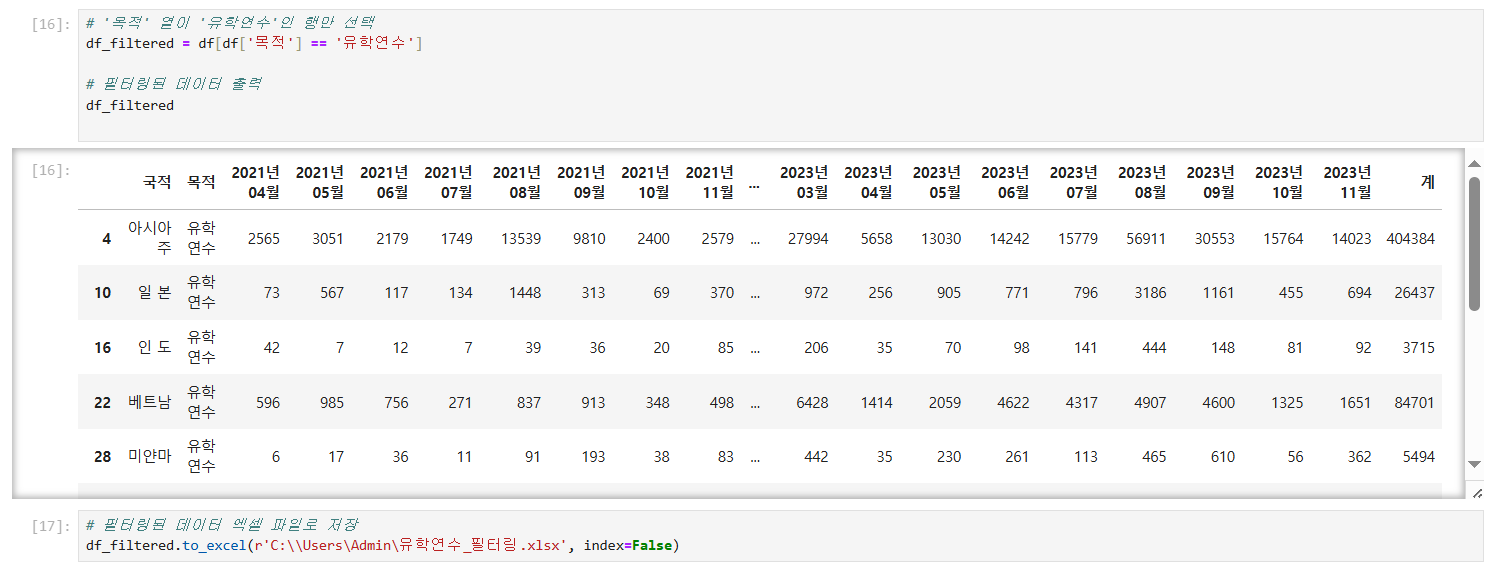 [16]: # '목적' 열이 '유학연수'인 행만 선택
df_filtered = df[df['목적'] == '유학연수']
# 필터링된 데이터 출력
df_filtered
[16]: 국적 목적 2021년 04월 2021년 05월 2021년 06월 2021년 07월 2021년 08월 2021년 09월 2021년 10월 2021년 11월 ... 2023년 03월 2023년 04월 2023년 05월 2023년 06월 2023년 07월 2023년 08월 2023년 09월 2023년 10월 2023년 11월 계
4 아시아주 유학연수 2565 3051 2179 1749 13539 9810 2400 2579 ... 27994 5658 13030 14242 15779 56911 30553 15764 14023 404384
10 일 본 유학연수 73 567 117 134 1448 313 69 370 ... 972 256 905 771 796 3186 1161 455 694 26437
16 인 도 유학연수 42 7 12 7 39 36 20 85 ... 206 35 70 98 141 444 148 81 92 3715
22 베트남 유학연수 596 985 756 271 837 913 348 498 ... 6428 1414 2059 4622 4317 4907 4600 1325 1651 84701
28 미얀마 유학연수 6 17 36 11 91 193 38 83 ... 442 35 230 261 113 465 610 56 362 5494
[17]: # 필터링된 데이터 엑셀 파일로 저장
df_filtered.to_excel(r'C:\\Users\Admin\유학연수_필터링.xlsx', index=False)